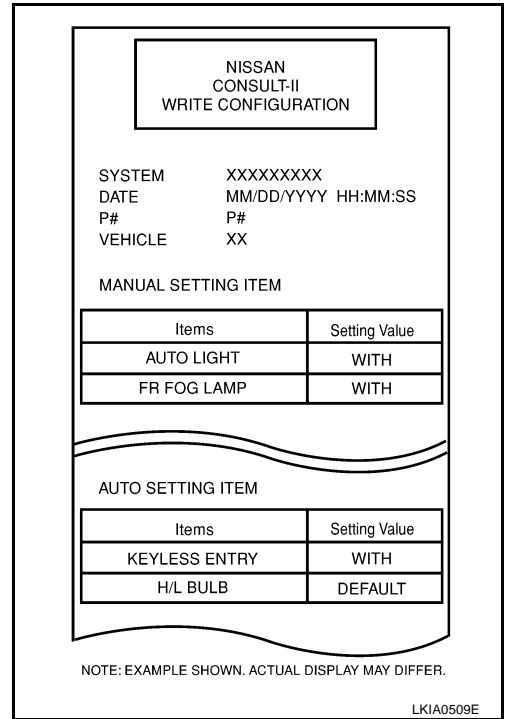 NISSAN
CONSULT-II
WRITE CONFIGURATION
SYSTEM XXXXXXXXX
DATE MM/DD/YYYY HH:MM:SS
P# P#
VEHICLE XX
MANUAL SETTING ITEM
Items Setting Value
AUTO LIGHT WITH
FR FOG LAMP WITH
AUTO SETTING ITEM
Items Setting Value
KEYLESS ENTRY WITH
H/L BULB DEFAULT
NOTE: EXAMPLE SHOWN. ACTUAL DISPLAY MAY DIFFER.
LKIA0509E